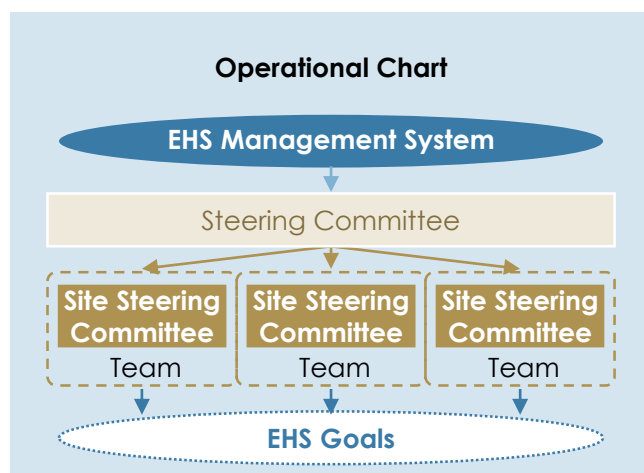 Operational Chart
EHS Management System
Steering Committee
Site Steering
Committee
Team
Site Steering
Committee
Team
Site Steering
Committee
Team
EHS Goals